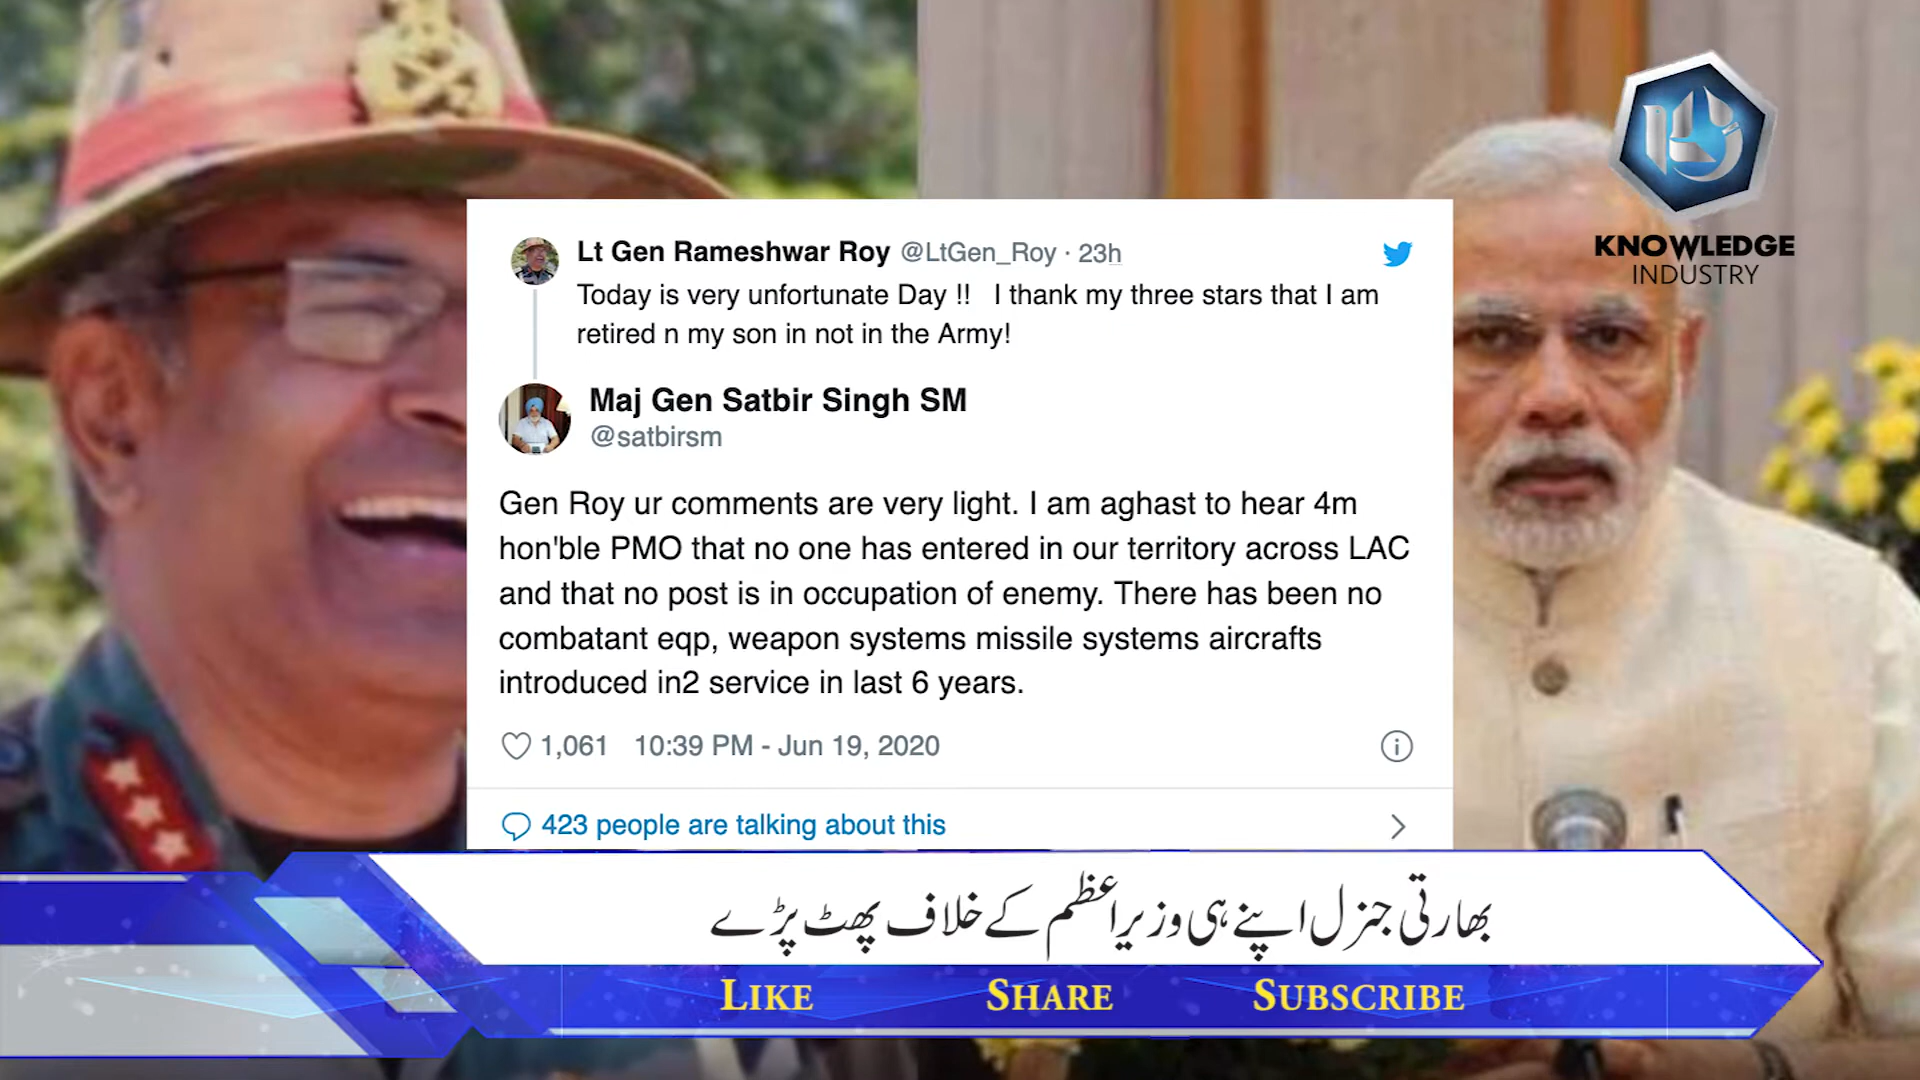 KNOWLEDGE
INDUSTRY
Lt Gen Rameshwar Roy @LtGen_Roy · 23h
Today is very unfortunate Day !! I thank my three stars that I am
retired n my son in not in the Army!
Maj Gen Satbir Singh SM
@satbirsm
Gen Roy ur comments are very light. I am aghast to hear 4m
hon'ble PMO that no one has entered in our territory across LAC
and that no post is in occupation of enemy. There has been no
combatant eqp, weapon systems missile systems aircrafts
introduced in2 service in last 6 years.
1,061 10:39 PM - Jun 19, 2020
423 people are talking about this
بھارتی جنرل اپنے ہی وزیراعظم کے خلاف پھٹ پڑے
LIKE SHARE SUBSCRIBE